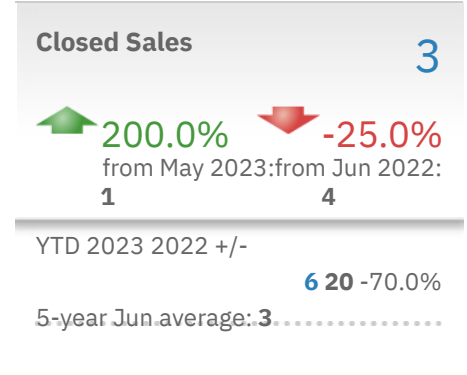 Closed Sales
3
200.0% -25.0%
from May 2023:from Jun 2022:
1 4
YTD 2023 2022 +/-
6 20 -70.0%
5-year Jun average: 3